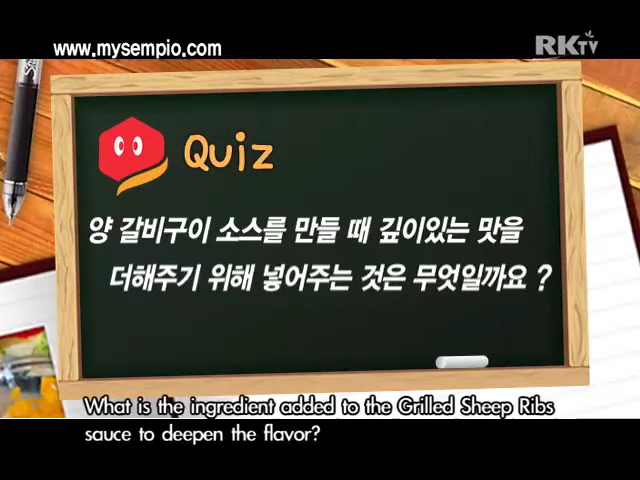 www.mysempio.com
RKTV
Quiz
양 갈비구이 소스를 만들 때 깊이있는 맛을
더해주기 위해 넣어주는 것은 무엇일까요 ?
What is the ingredient added to the Grilled Sheep Ribs
sauce to deepen the flavor?